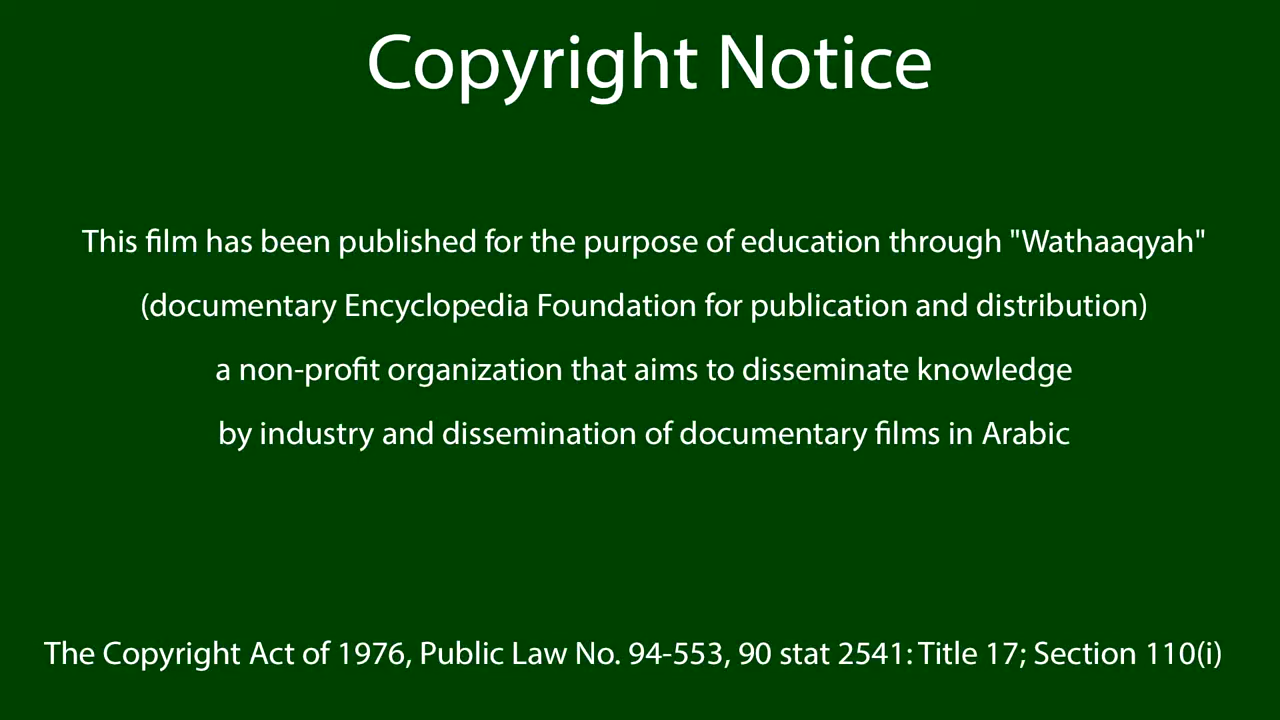 Copyright Notice
This film has been published for the purpose of education through "Wathaaqyah"
(documentary Encyclopedia Foundation for publication and distribution)
a non-profit organization that aims to disseminate knowledge
by industry and dissemination of documentary films in Arabic
The Copyright Act of 1976, Public Law No. 94-553, 90 stat 2541: Title 17; Section 110(i)